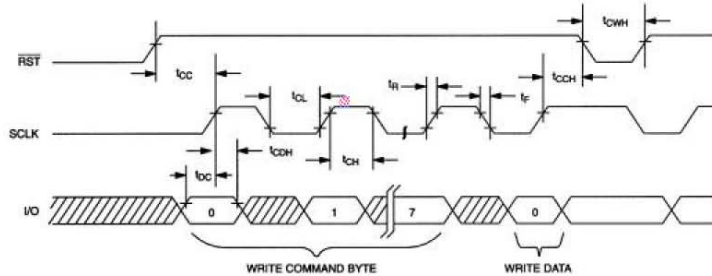 tCWH
RST
tCC
tCCH
tCL
tR
tF
SCLK
tCDH
tCH
tDC
I/O
0
1
7
0
WRITE COMMAND BYTE
WRITE DATA